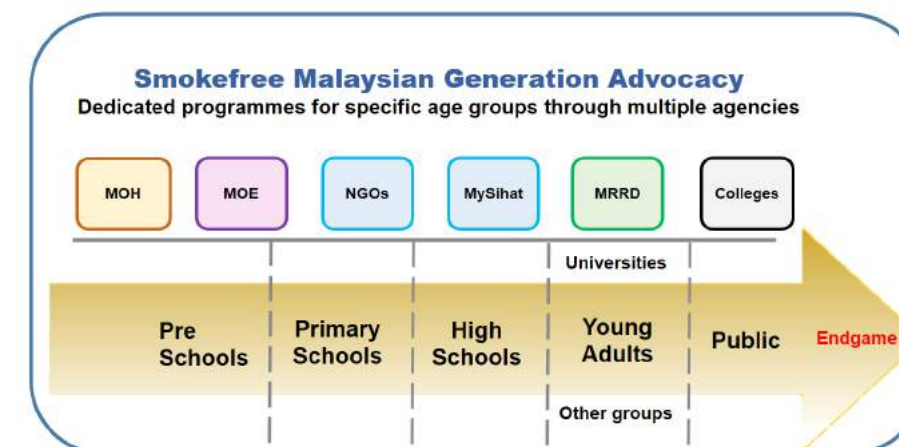 Smokefree Malaysian Generation Advocacy
Dedicated programmes for specific age groups through multiple agencies
MOH
MOE
NGOs
MySihat
MRRD
Colleges
Universities
Pre
Schools
Primary
Schools
High
Schools
Young
Adults
Public
Endgame
Other groups